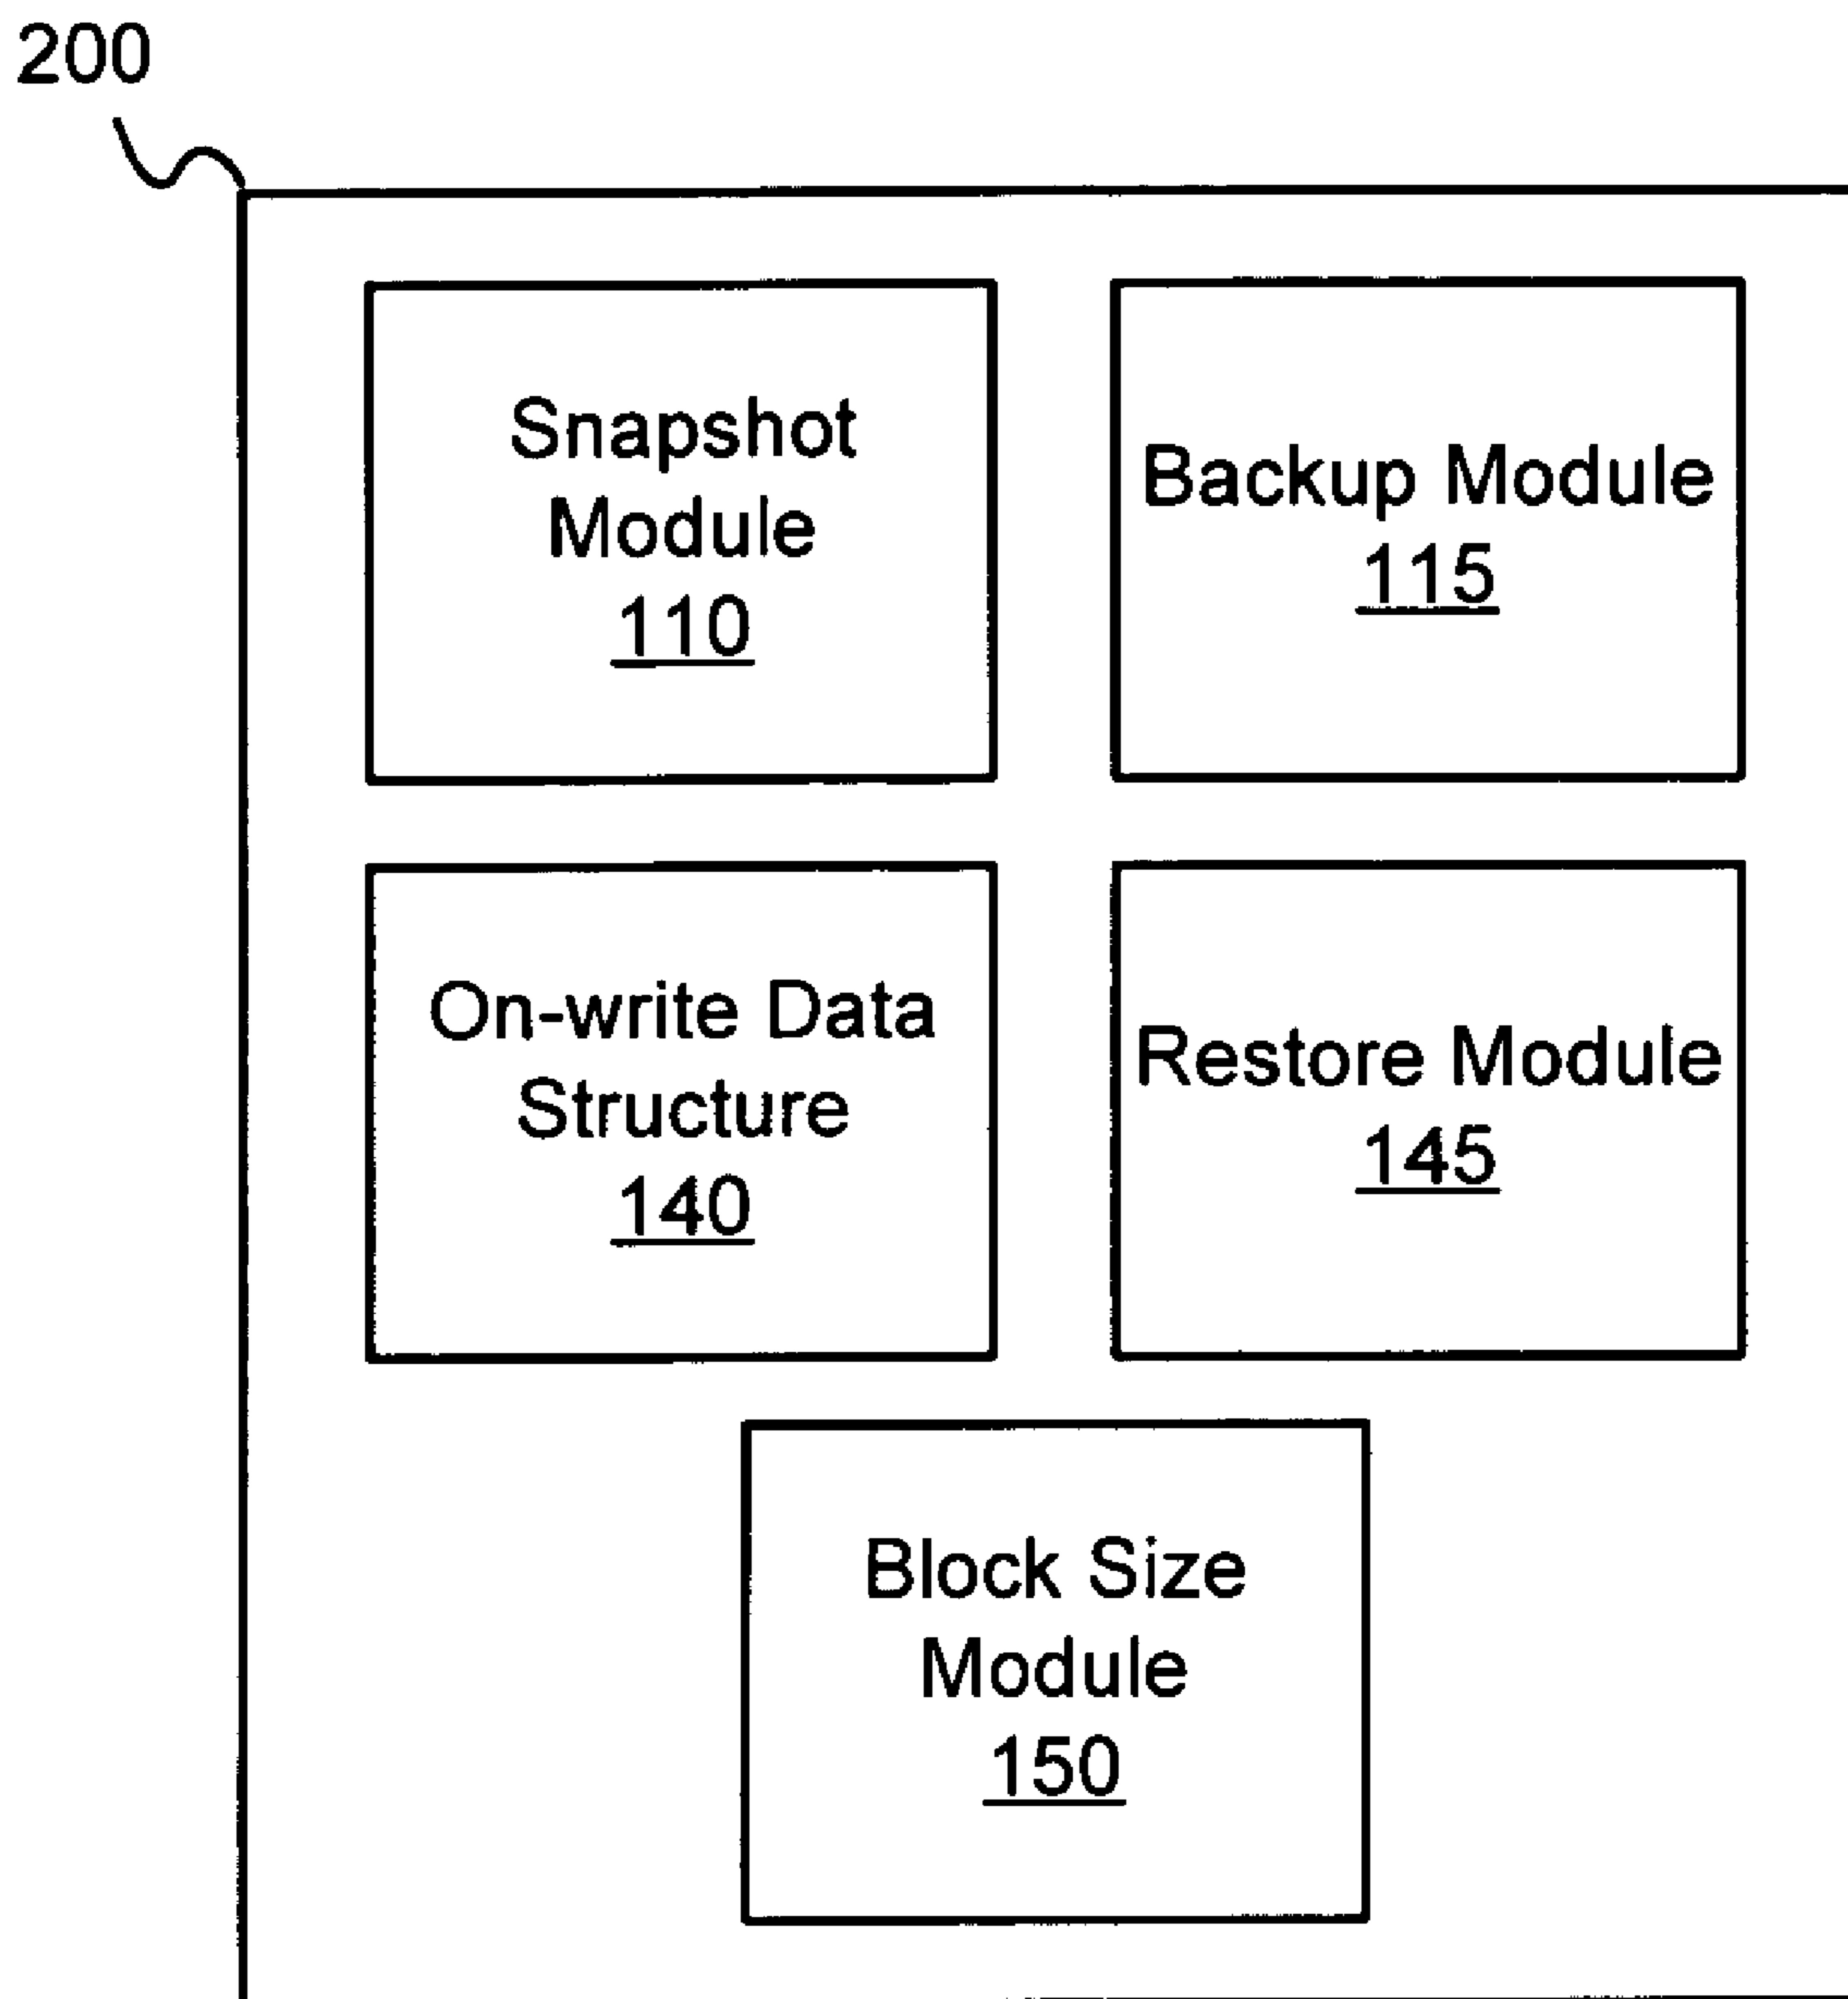 200
Snapshot
Module
110
Backup Module
115
On-write Data
Structure
140
Restore Module
145
Block Size
Module
150